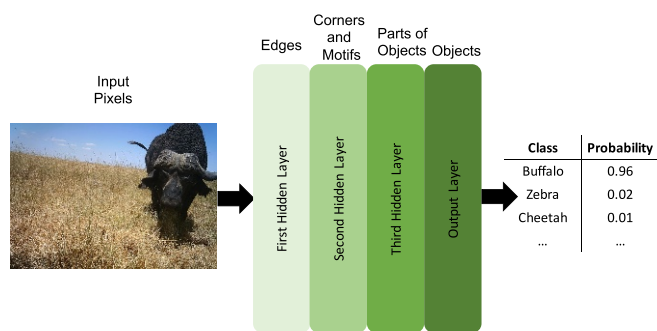 Input
Pixels
Edges
Corners
and
Motifs
Parts of
Objects
Objects
First Hidden Layer
Second Hidden Layer
Third Hidden Layer
Output Layer
Class Probability
Buffalo 0.96
Zebra 0.02
Cheetah 0.01
... ...